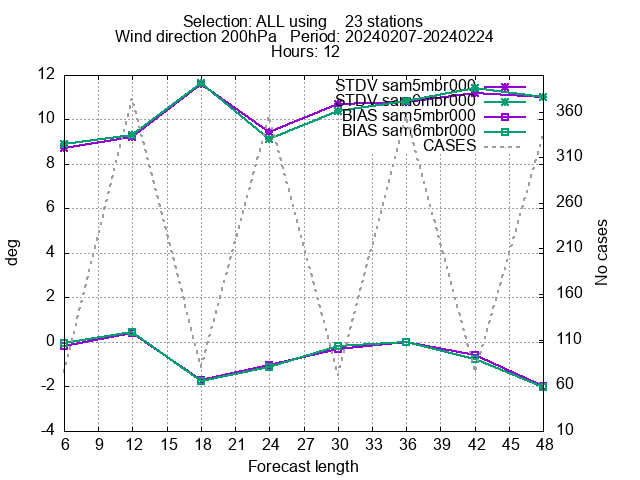 Selection: ALL using    23 stations
Wind direction 200hPa   Period: 20240207-20240224
Hours: 12
STDV sam5mbr000
STDV sam6mbr000
BIAS sam5mbr000
BIAS sam6mbr000
CASES
12
10
8
6
4
2
0
-2
-4
deg
360
310
260
210
160
110
60
10
No cases
6 9 12 15 18 21 24 27 30 33 36 39 42 45 48
Forecast length